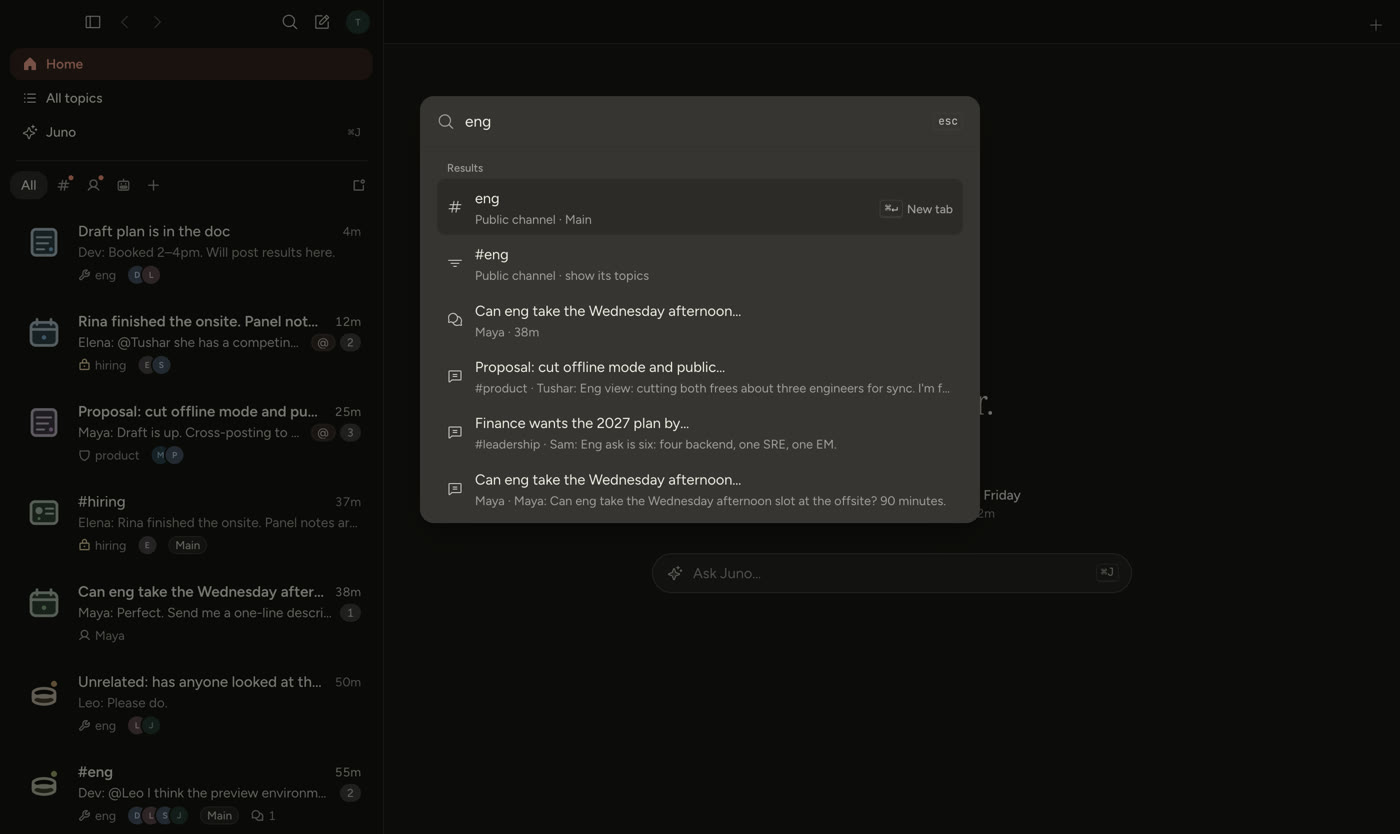 T
Home
All topics
Juno
⌘J
All
Draft plan is in the doc 4m
Dev: Booked 2–4pm. Will post results here.
eng D L
Rina finished the onsite. Panel not... 12m
Elena: @Tushar she has a competin... @ 2
hiring E S
Proposal: cut offline mode and pu... 25m
Maya: Draft is up. Cross-posting to ... @ 3
product M P
#hiring 37m
Elena: Rina finished the onsite. Panel notes ar...
hiring E Main
Can eng take the Wednesday after... 38m
Maya: Perfect. Send me a one-line descri... 1
Maya
Unrelated: has anyone looked at th... 50m
Leo: Please do.
eng L J
#eng 55m
Dev: @Leo I think the preview environm... 2
eng D L S J Main 1
eng esc
Results
eng
Public channel · Main
⌘↵ New tab
#eng
Public channel · show its topics
Can eng take the Wednesday afternoon...
Maya · 38m
Proposal: cut offline mode and public...
#product · Tushar: Eng view: cutting both frees about three engineers for sync. I'm f...
Finance wants the 2027 plan by...
#leadership · Sam: Eng ask is six: four backend, one SRE, one EM.
Can eng take the Wednesday afternoon...
Maya · Maya: Can eng take the Wednesday afternoon slot at the offsite? 90 minutes.
r.
Friday
2m
Ask Juno... ⌘J